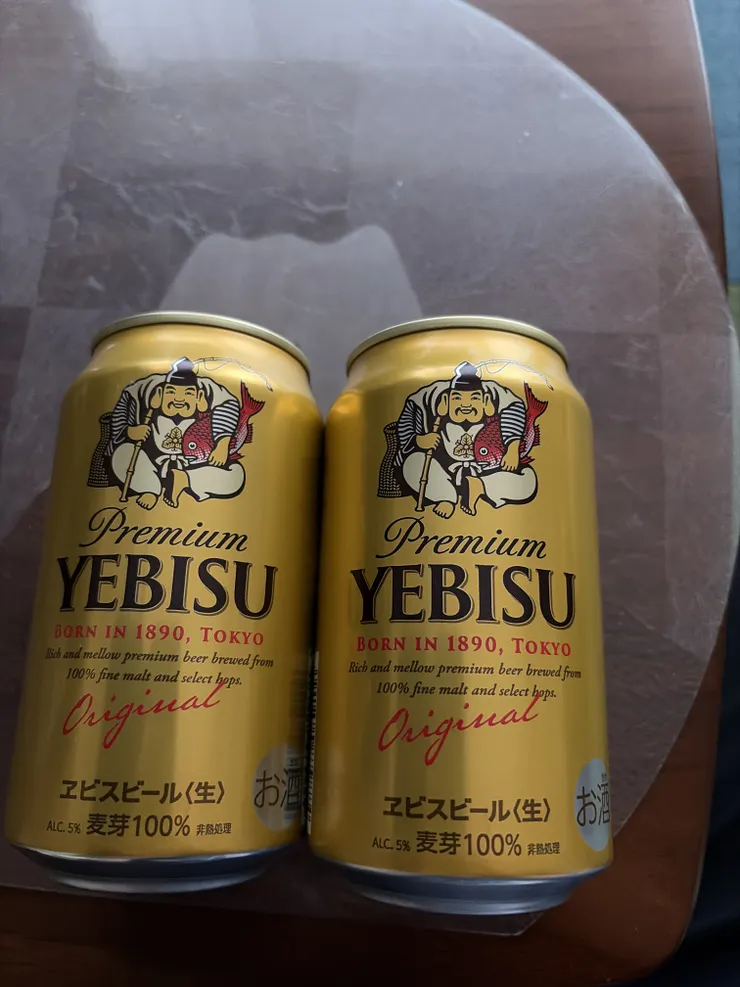 Premium
YEBISU
BORN IN 1890, TOKYO
Rich and mellow premium beer brewed from
100% fine malt and select hops.
Original
ヱビスビール〈生〉
ALC. 5% 麦芽100% 非熱処理
お酒
Premium
YEBISU
BORN IN 1890, TOKYO
Rich and mellow premium beer brewed from
100% fine malt and select hops.
Original
ヱビスビール〈生〉
ALC. 5% 麦芽100% 非熱処理
お酒